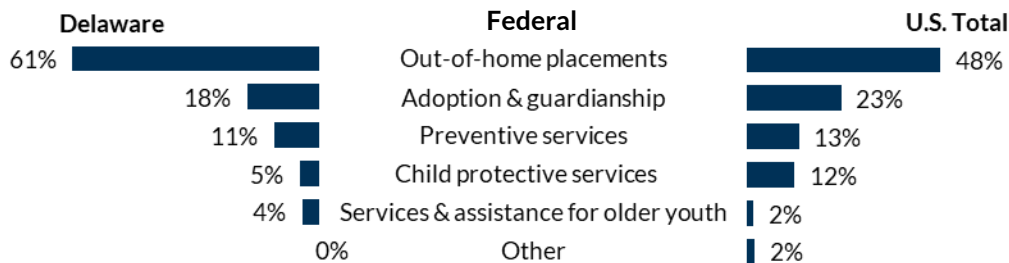 Delaware Federal U.S. Total
61% Out-of-home placements 48%
18% Adoption & guardianship 23%
11% Preventive services 13%
5% Child protective services 12%
4% Services & assistance for older youth 2%
0% Other 2%